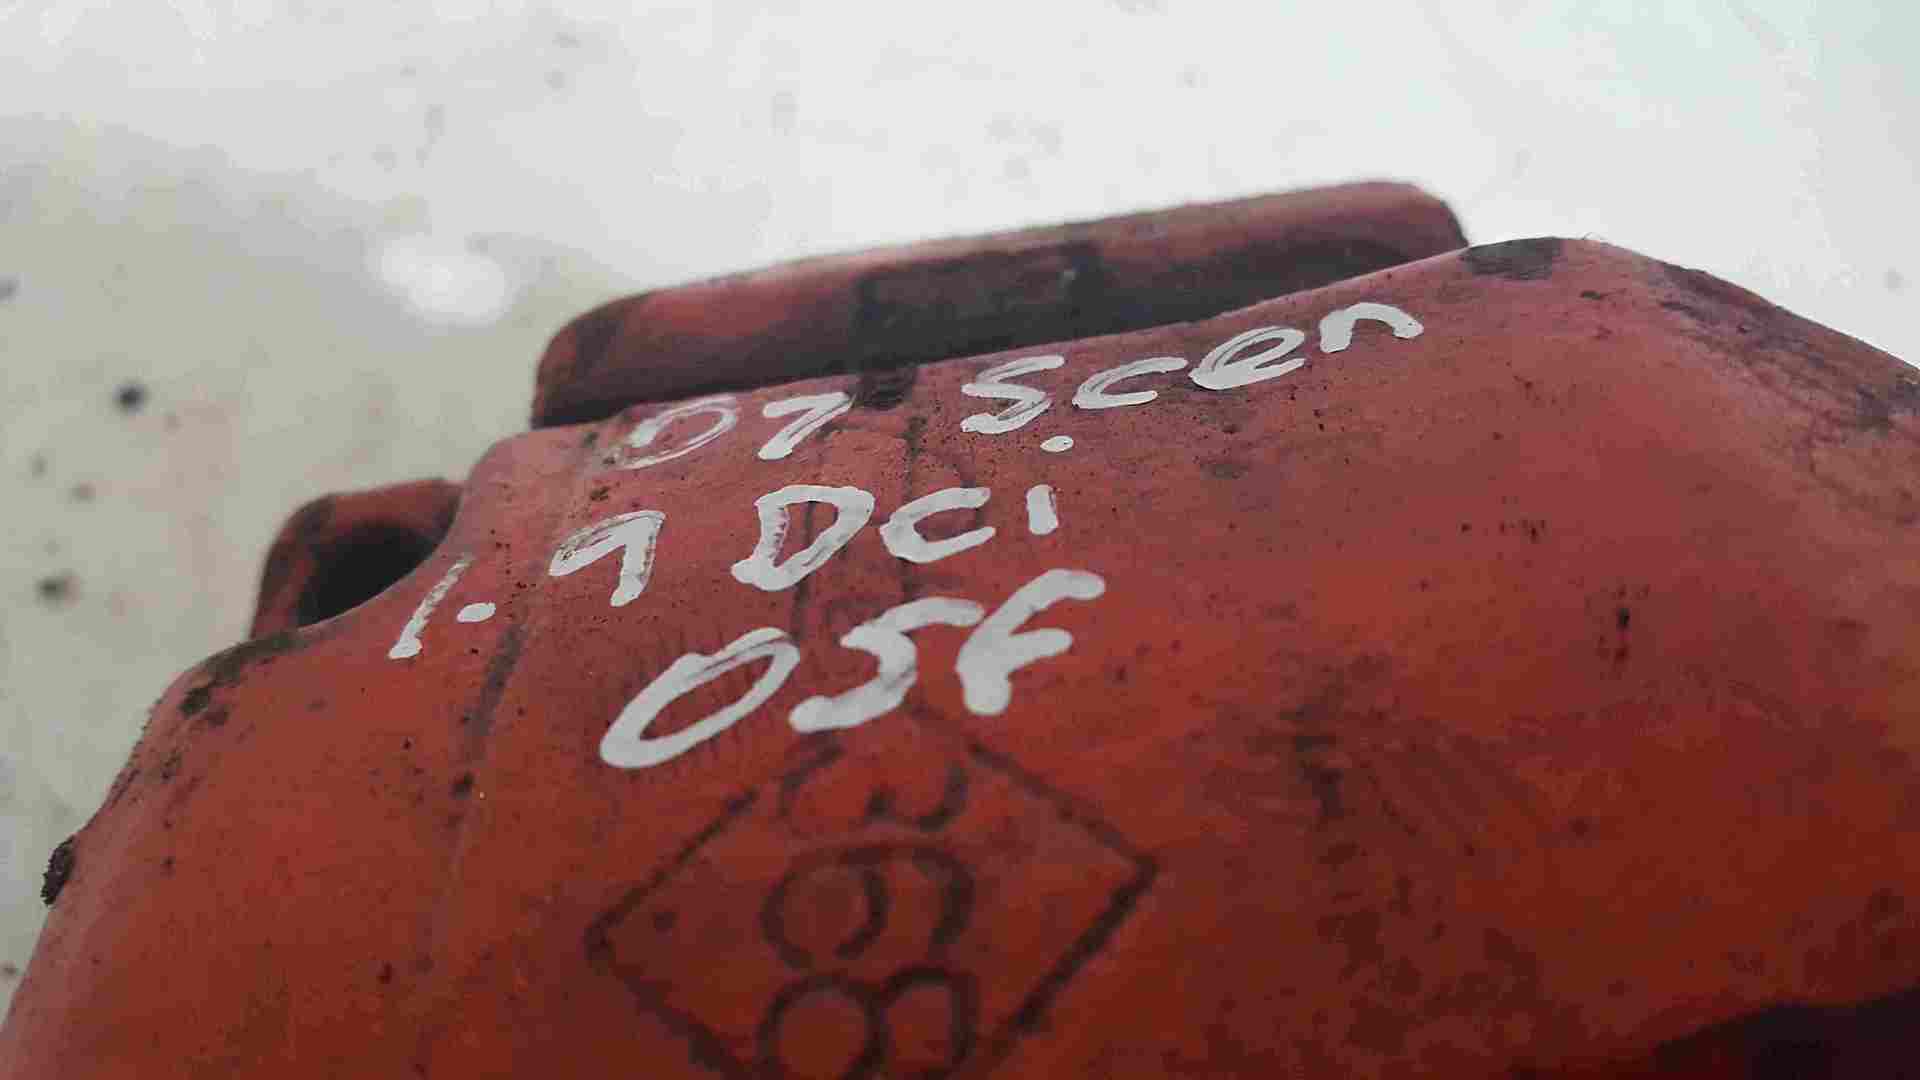 07 Scen.
1.9 DCi
OSF